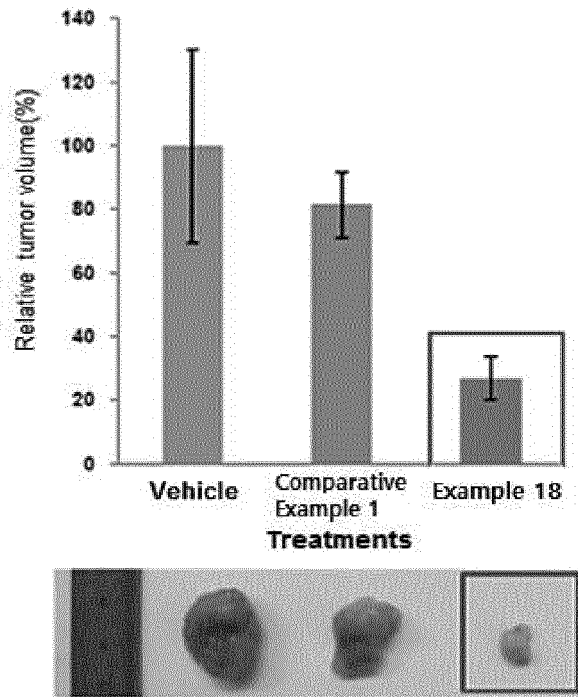 140
120
100
80
60
40
20
0
Relative tumor volume(%)
Vehicle
Comparative
Example 1
Example 18
Treatments